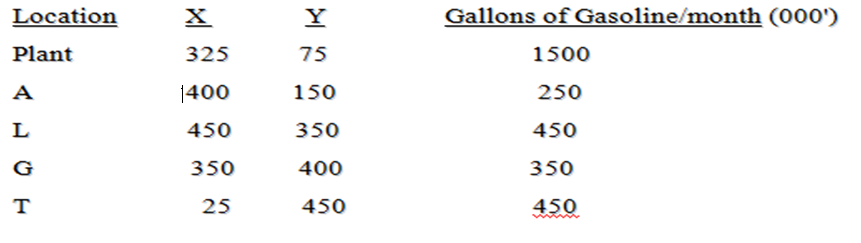 Location X Y Gallons of Gasoline/month (000')
Plant 325 75 1500
A 400 150 250
L 450 350 450
G 350 400 350
T 25 450 450